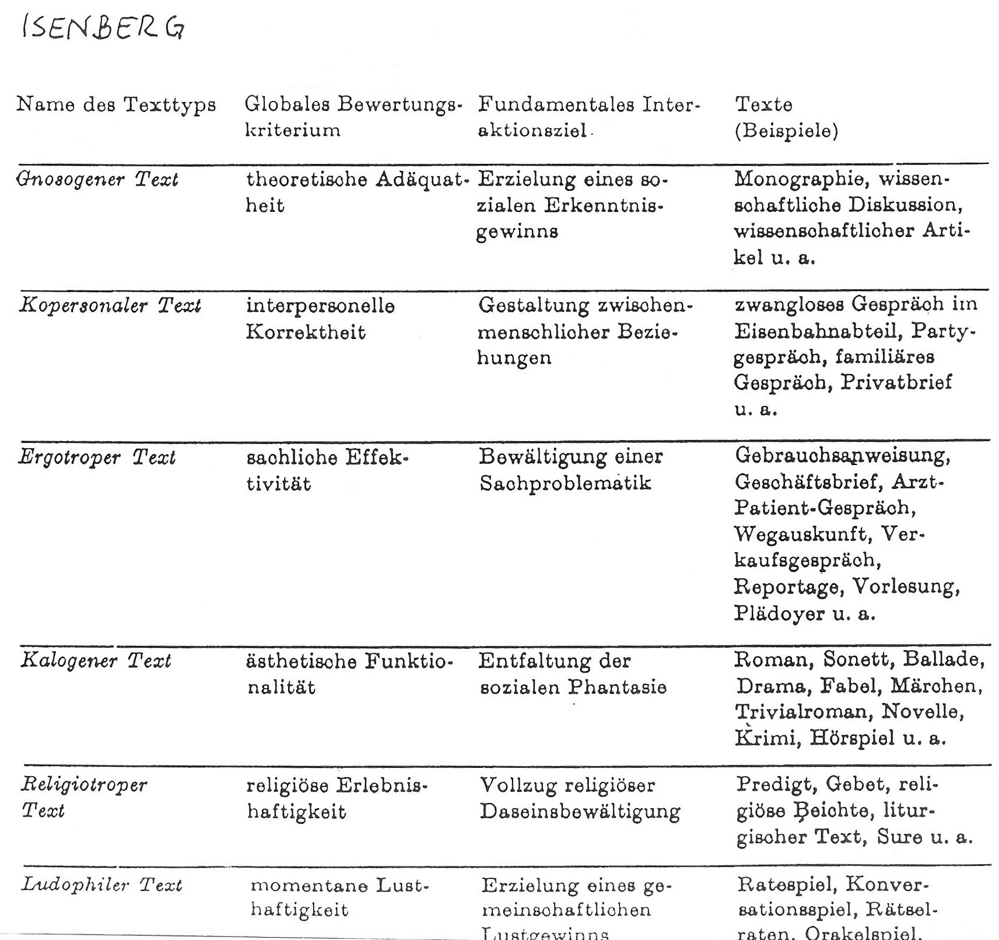 ISENBERG
Name des Texttyps Globales Bewertungs- Fundamentales Inter- Texte
kriterium aktionsziel. (Beispiele)
Gnosogener Text theoretische Adäquat- Erzielung eines so- Monographie, wissen-
heit zialen Erkenntnis- schaftliche Diskussion,
gewinns wissenschaftlicher Arti-
kel u. a.
Kopersonaler Text interpersonelle Gestaltung zwischen- zwangloses Gespräch im
Korrektheit menschlicher Bezie- Eisenbahnabteil, Party-
hungen gespräch, familiäres
Gespräch, Privatbrief
u. a.
Ergotroper Text sachliche Effek- Bewältigung einer Gebrauchsanweisung,
tivität Sachproblematik Geschäftsbrief, Arzt-
Patient-Gespräch,
Wegauskunft, Ver-
kaufsgespräch,
Reportage, Vorlesung,
Plädoyer u. a.
Kalogener Text ästhetische Funktio- Entfaltung der Roman, Sonett, Ballade,
nalität sozialen Phantasie Drama, Fabel, Märchen,
Trivialroman, Novelle,
Krimi, Hörspiel u. a.
Religiotroper religiöse Erlebnis- Vollzug religiöser Predigt, Gebet, reli-
Text haftigkeit Daseinsbewältigung giöse Beichte, litur-
gischer Text, Sure u. a.
Ludophiler Text momentane Lust- Erzielung eines ge- Ratespiel, Konver-
haftigkeit meinschaftlichen sationsspiel, Rätsel-
Lustgewinns raten, Orakelspiel,